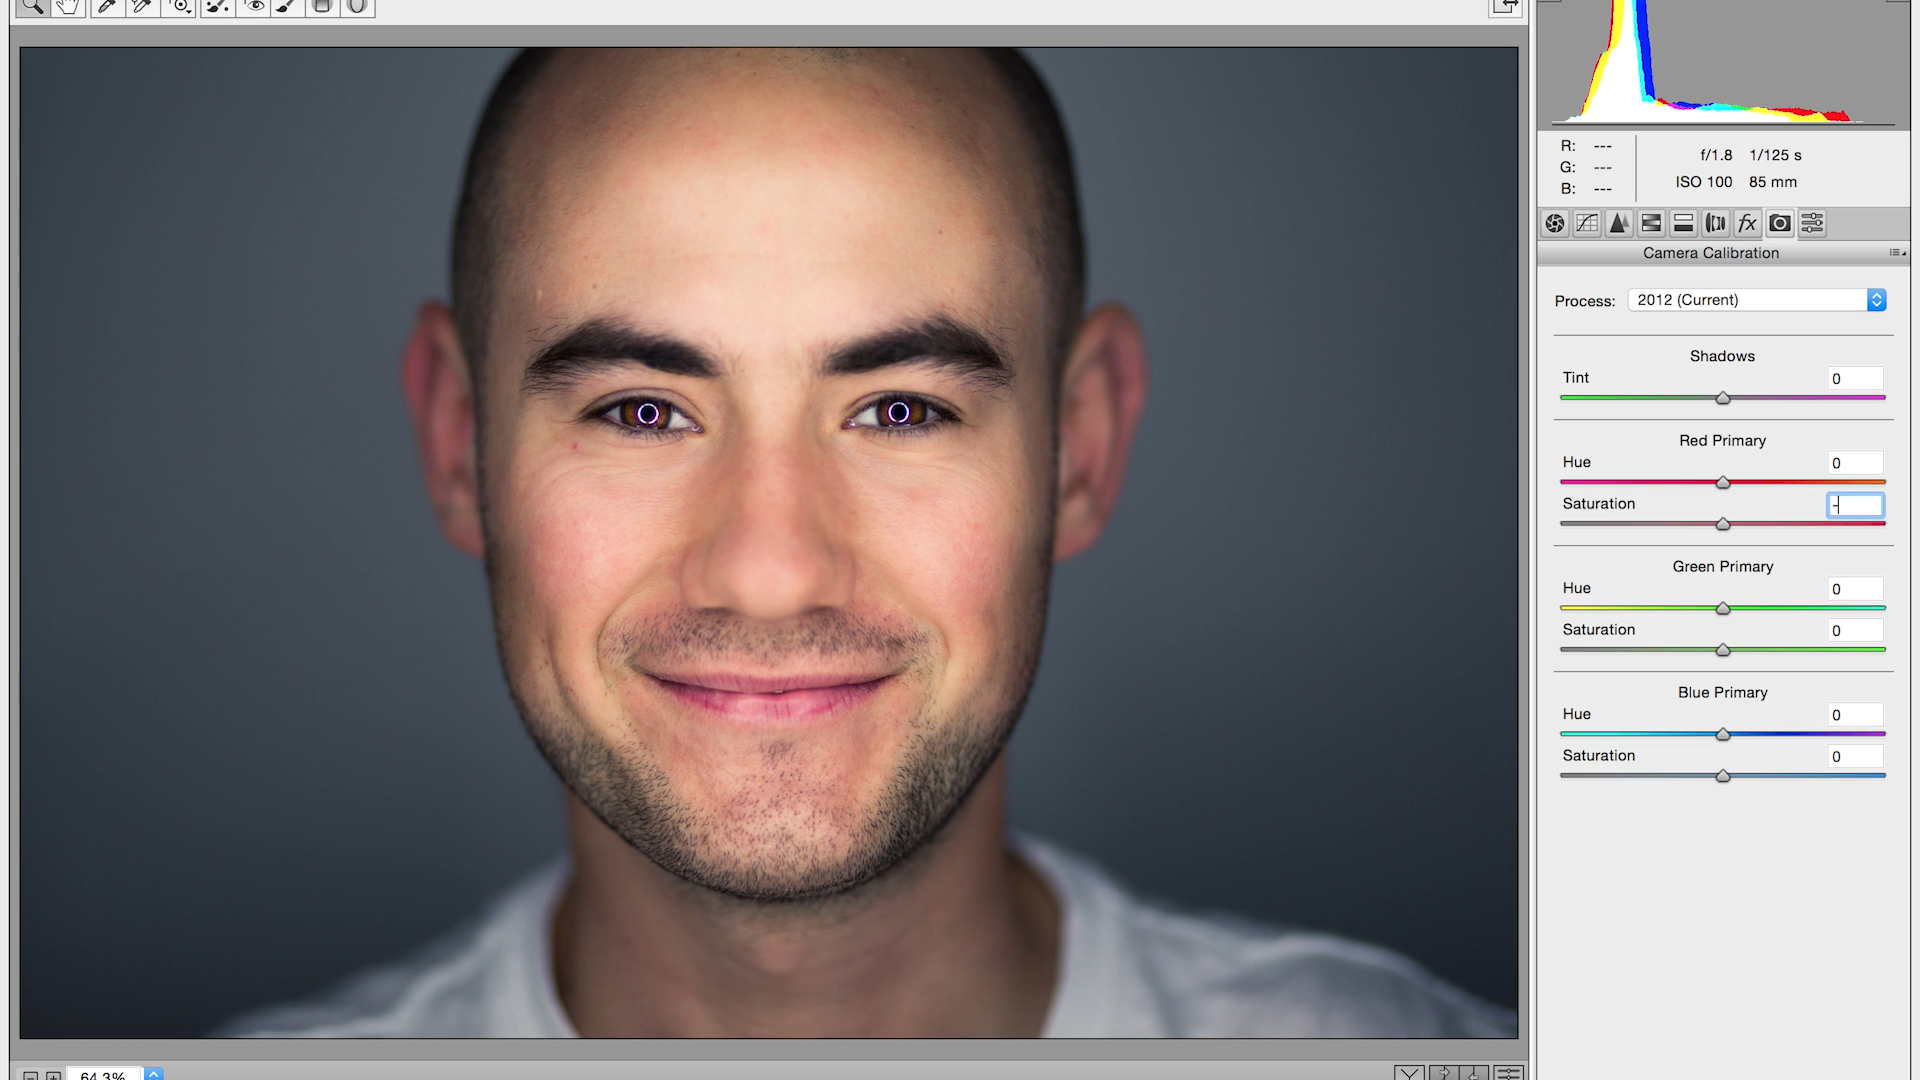 R: ---
G: ---
B: ---
f/1.8 1/125 s
ISO 100 85 mm
fx
Camera Calibration
Process: 2012 (Current)
Shadows
Tint 0
Red Primary
Hue 0
Saturation -
Green Primary
Hue 0
Saturation 0
Blue Primary
Hue 0
Saturation 0
64.3%